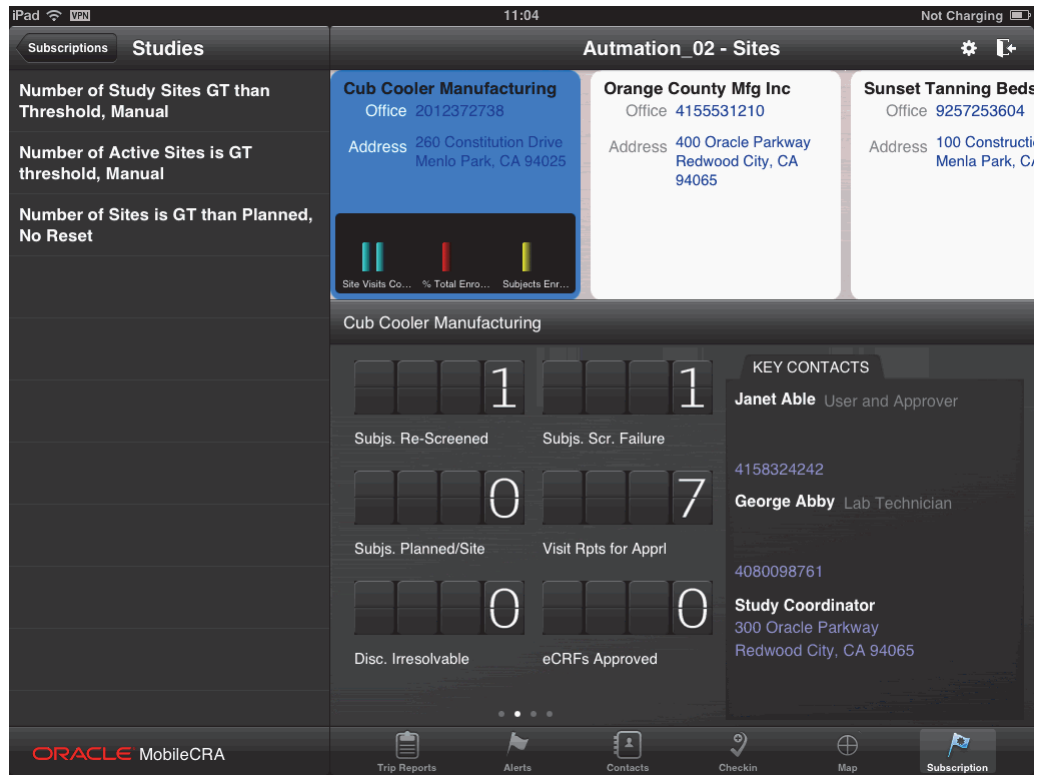 iPad VPN 11:04 Not Charging
Subscriptions Studies
Autmation_02 - Sites
Number of Study Sites GT than
Threshold, Manual
Number of Active Sites is GT
threshold, Manual
Number of Sites is GT than Planned,
No Reset
Cub Cooler Manufacturing
Office 2012372738
Address 260 Constitution Drive
Menlo Park, CA 94025
Site Visits Co... % Total Enro... Subjects Enr...
Orange County Mfg Inc
Office 4155531210
Address 400 Oracle Parkway
Redwood City, CA
94065
Sunset Tanning Beds
Office 9257253604
Address 100 Constructi
Menla Park, C
Cub Cooler Manufacturing
1 1
Subjs. Re-Screened Subjs. Scr. Failure
0 7
Subjs. Planned/Site Visit Rpts for Apprl
0 0
Disc. Irresolvable eCRFs Approved
KEY CONTACTS
Janet Able User and Approver
4158324242
George Abby Lab Technician
4080098761
Study Coordinator
300 Oracle Parkway
Redwood City, CA 94065
ORACLE MobileCRA
Trip Reports Alerts Contacts Checkin Map Subscription